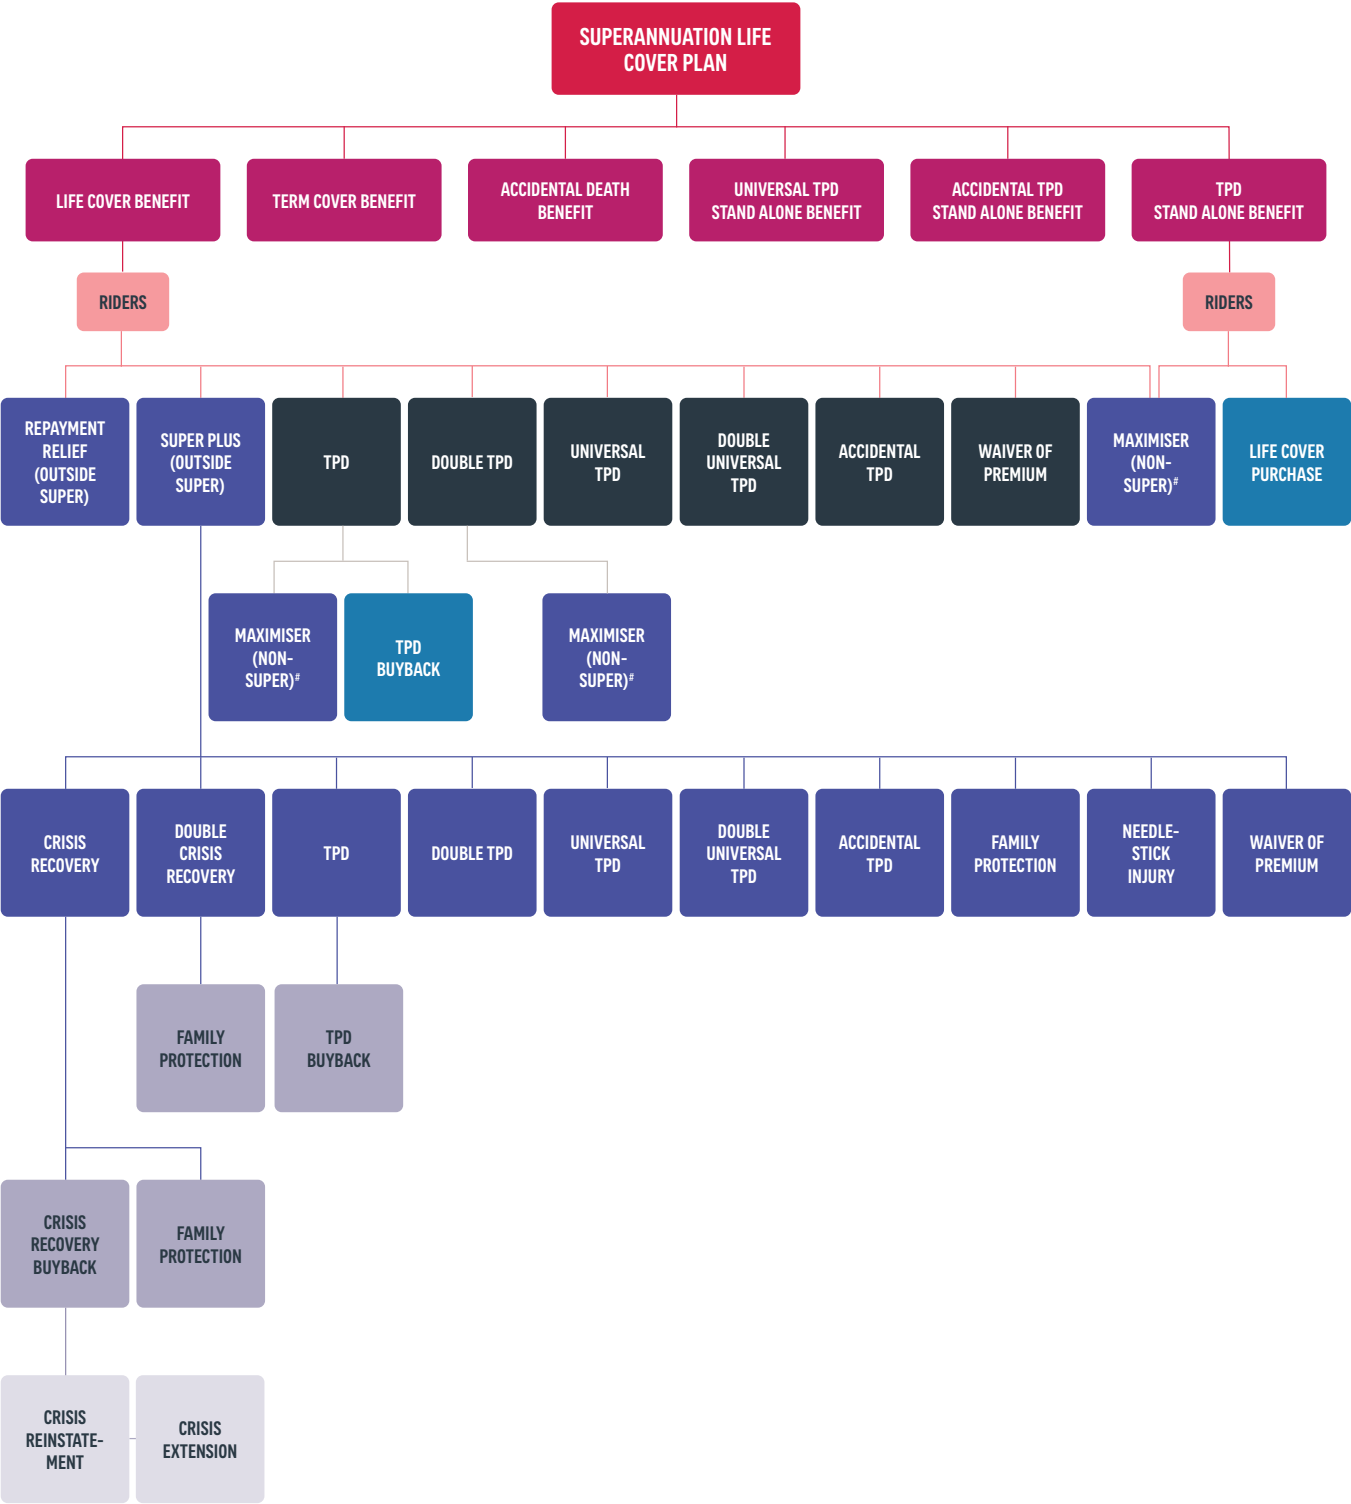 SUPERANNUATION LIFE
COVER PLAN
LIFE COVER BENEFIT
TERM COVER BENEFIT
ACCIDENTAL DEATH
BENEFIT
UNIVERSAL TPD
STAND ALONE BENEFIT
ACCIDENTAL TPD
STAND ALONE BENEFIT
TPD
STAND ALONE BENEFIT
RIDERS
RIDERS
REPAYMENT
RELIEF
(OUTSIDE
SUPER)
SUPER PLUS
(OUTSIDE
SUPER)
TPD
DOUBLE TPD
UNIVERSAL
TPD
DOUBLE
UNIVERSAL
TPD
ACCIDENTAL
TPD
WAIVER OF
PREMIUM
MAXIMISER
(NON-
SUPER)#
LIFE COVER
PURCHASE
MAXIMISER
(NON-
SUPER)#
TPD
BUYBACK
MAXIMISER
(NON-
SUPER)#
CRISIS
RECOVERY
DOUBLE
CRISIS
RECOVERY
TPD
DOUBLE TPD
UNIVERSAL
TPD
DOUBLE
UNIVERSAL
TPD
ACCIDENTAL
TPD
FAMILY
PROTECTION
NEEDLE-
STICK
INJURY
WAIVER OF
PREMIUM
FAMILY
PROTECTION
TPD
BUYBACK
CRISIS
RECOVERY
BUYBACK
FAMILY
PROTECTION
CRISIS
REINSTATE-
MENT
CRISIS
EXTENSION